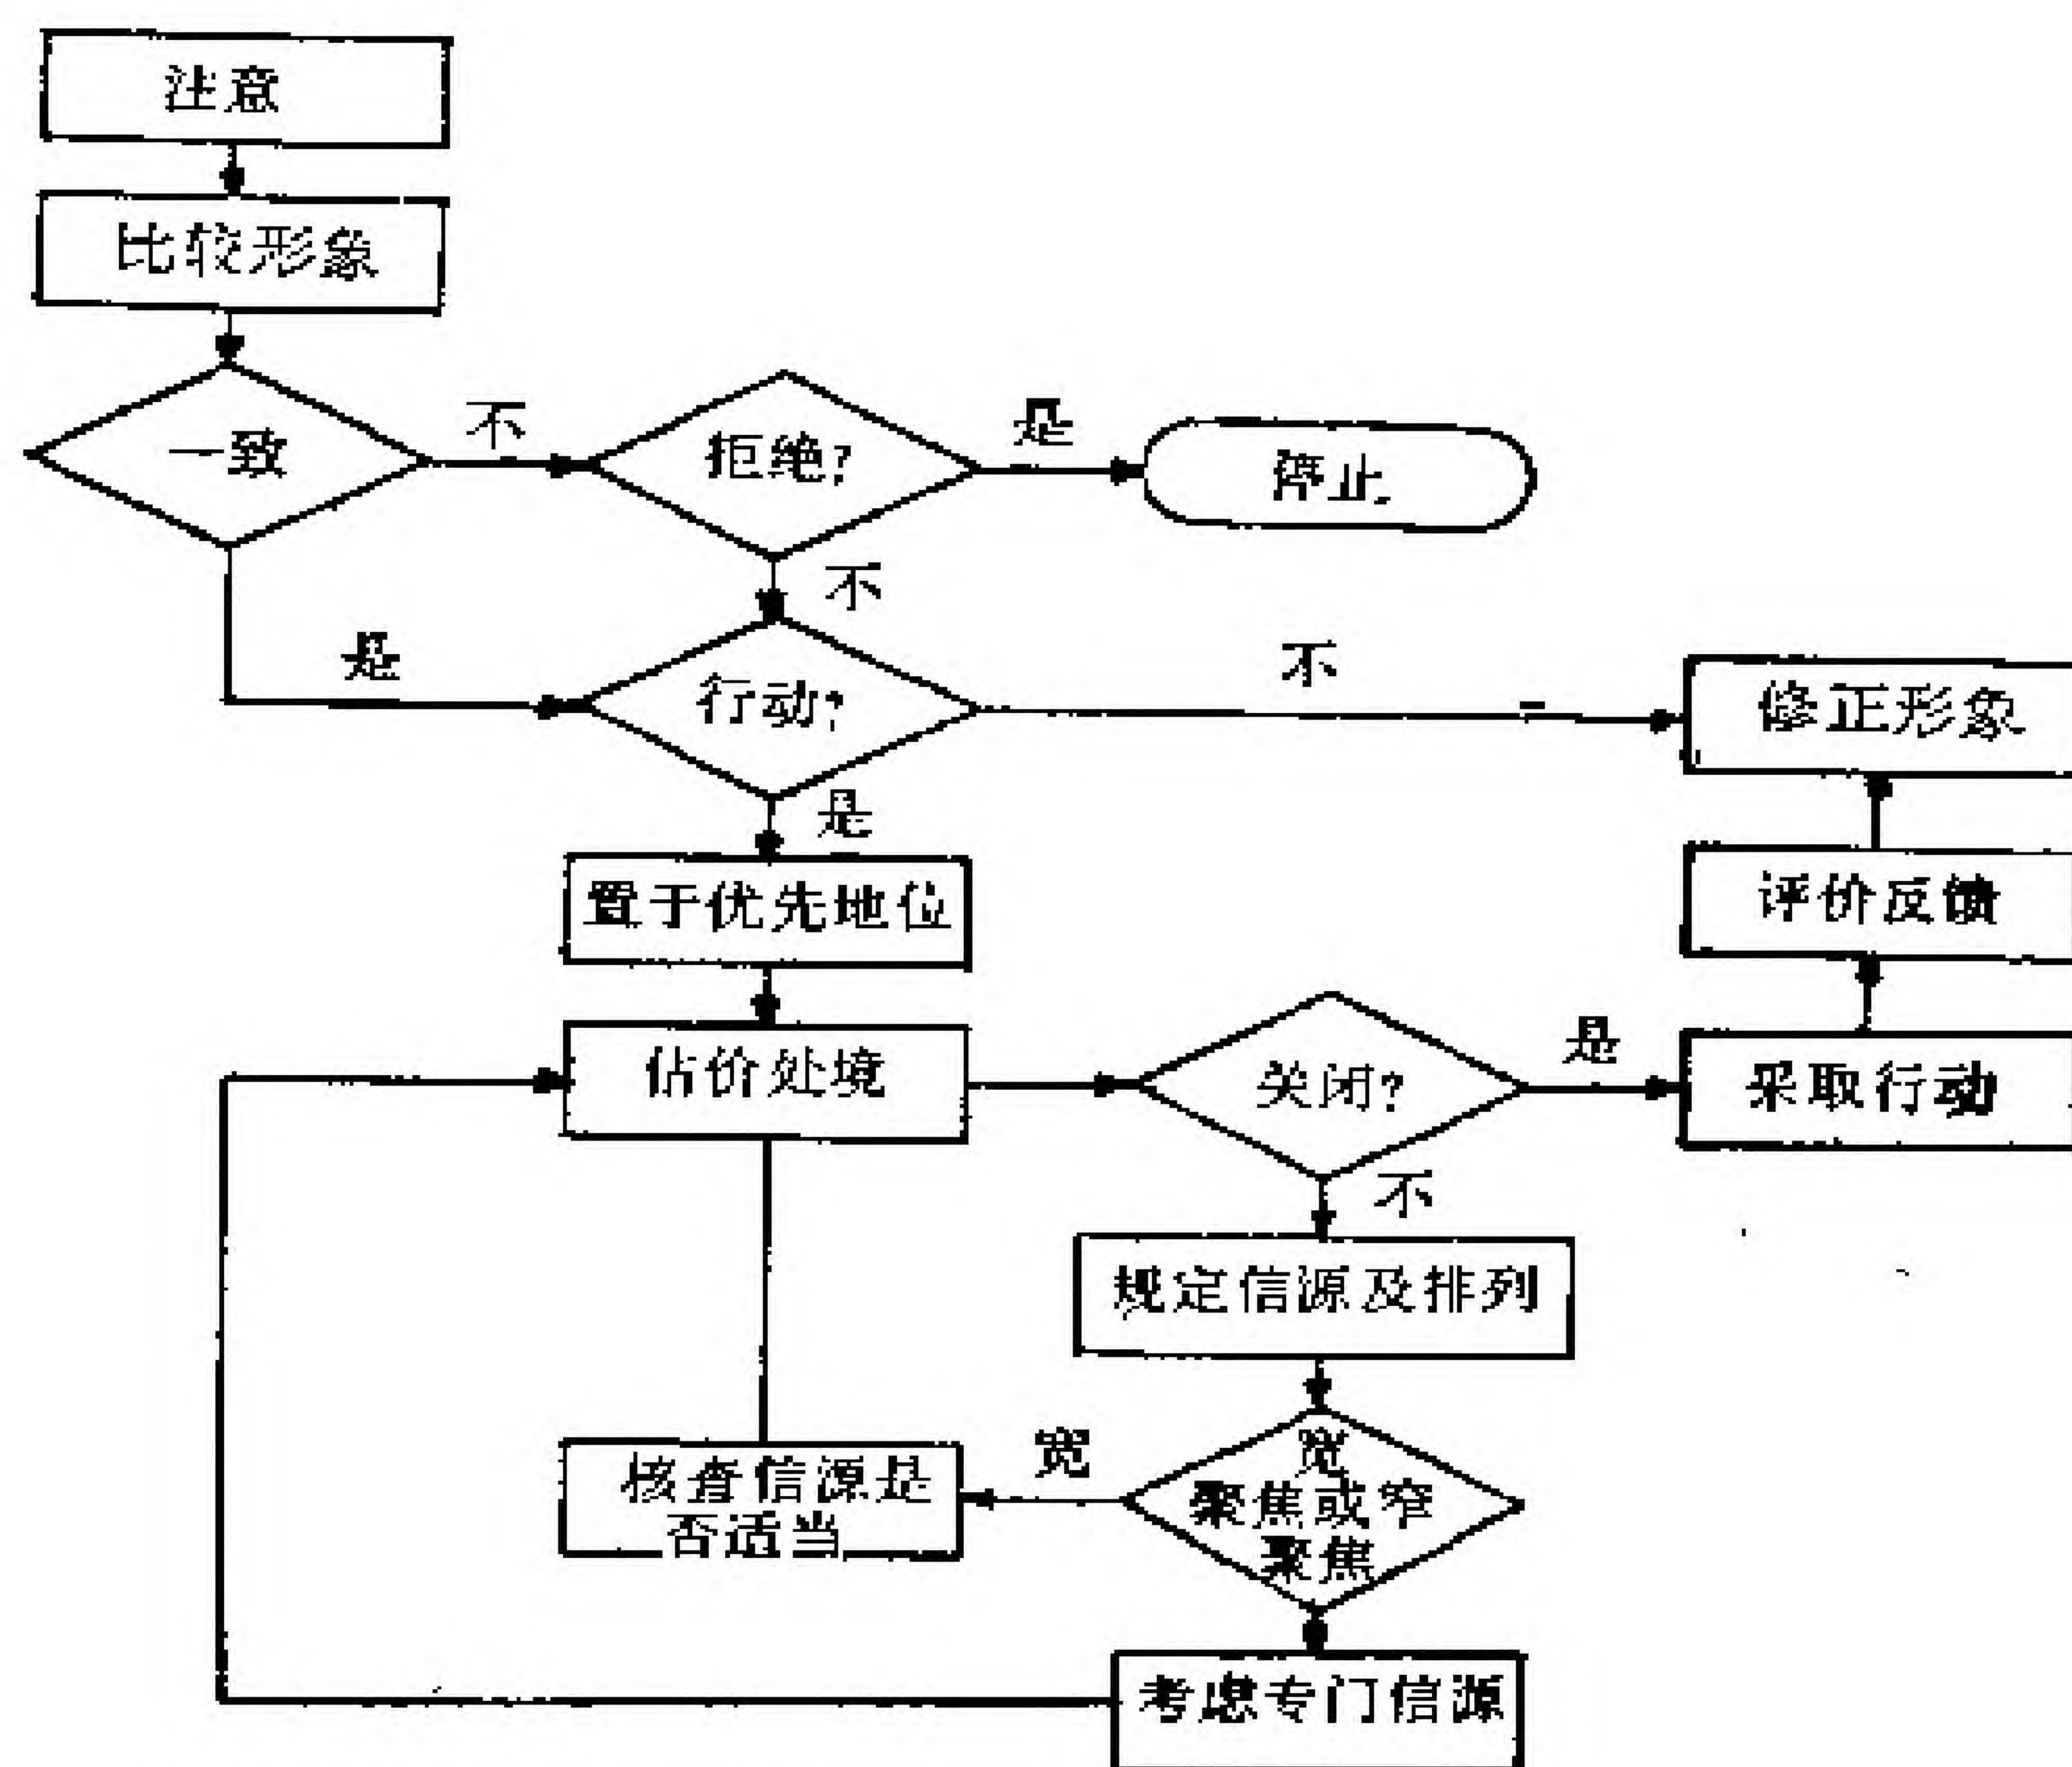 注意
比较形象
一致
不
拒绝?
是
停止
不
是
行动?
不
修正形象
是
置于优先地位
评价反馈
估价处境
关闭?
是
采取行动
不
规定信源及排列
宽
聚焦或窄
聚焦
宽
核查信源是
否适当
考虑专门信源